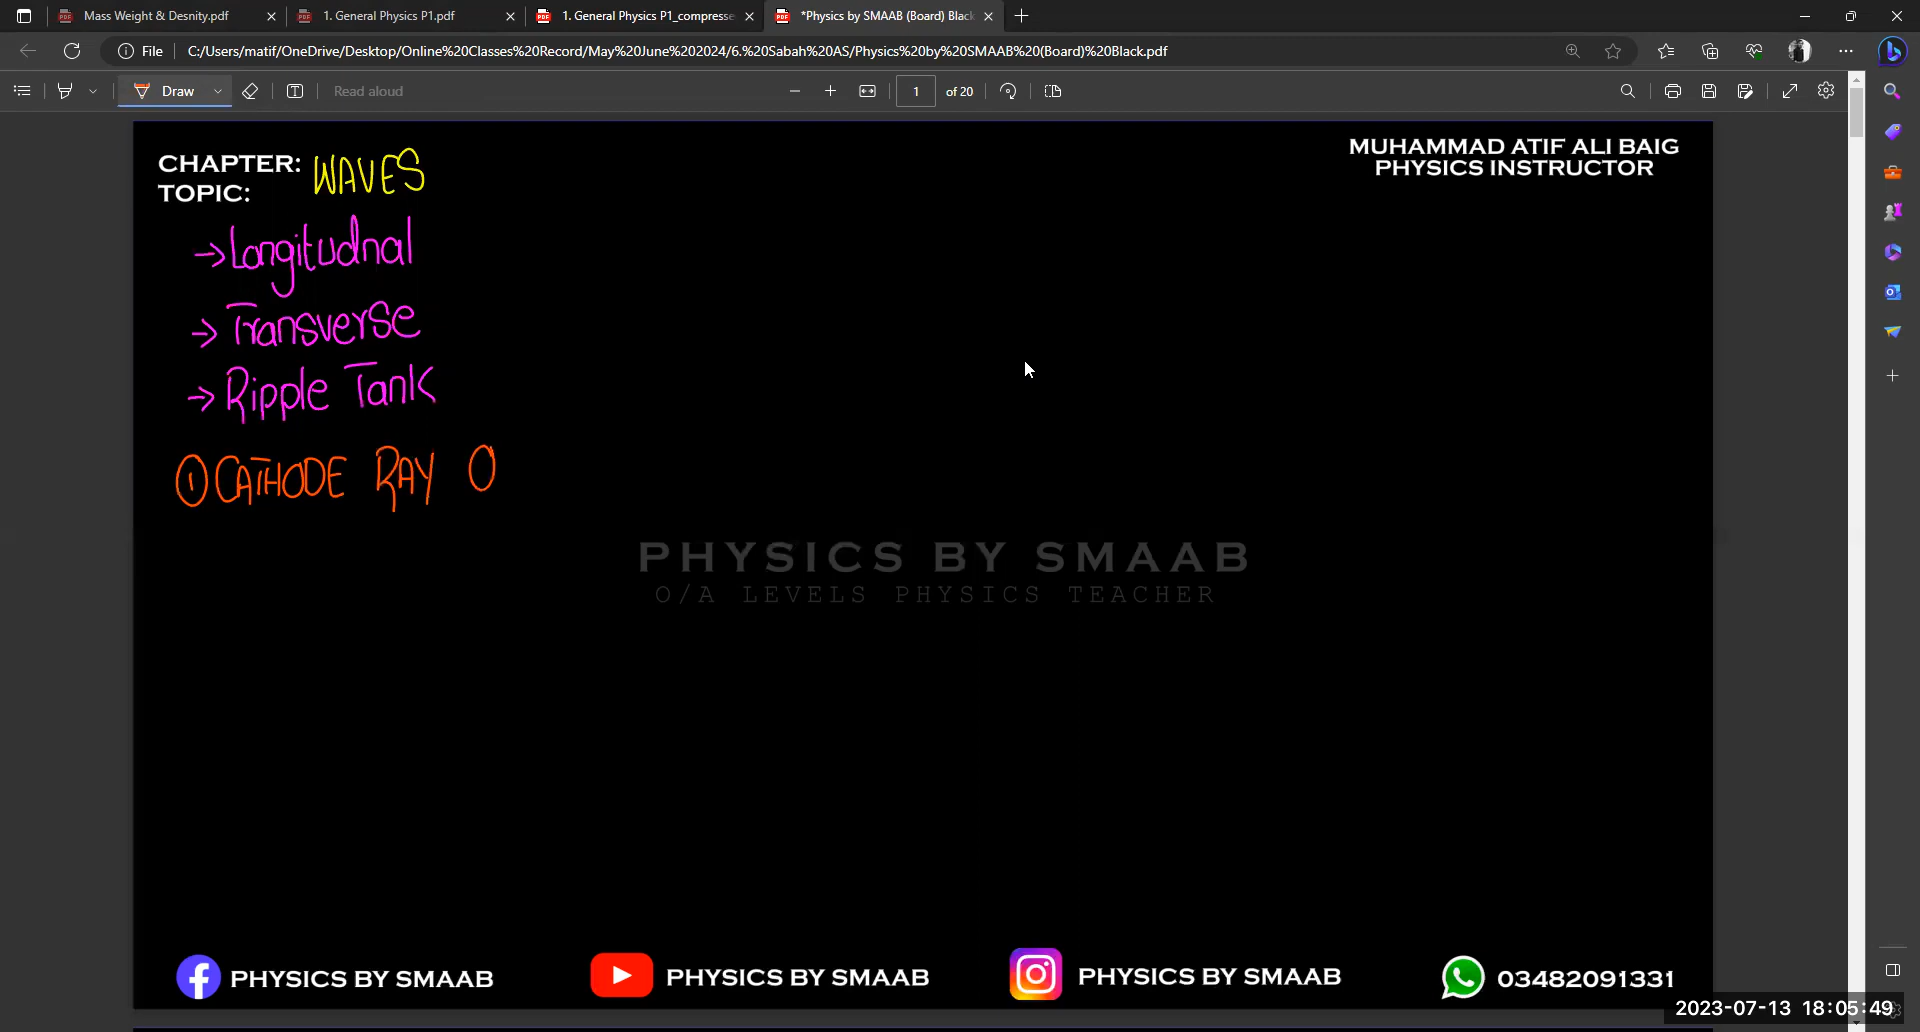 Mass Weight & Desnity.pdf
1. General Physics P1.pdf
1. General Physics P1_compresse
*Physics by SMAAB (Board) Blac
File
C:/Users/matif/OneDrive/Desktop/Online%20Classes%20Record/May%20June%202024/6.%20Sabah%20AS/Physics%20by%20SMAAB%20(Board)%20Black.pdf
Draw
Read aloud
1 of 20
CHAPTER: WAVES
TOPIC:
MUHAMMAD ATIF ALI BAIG
PHYSICS INSTRUCTOR
→Longitudnal
→Transverse
→Ripple Tank
① CATHODE RAY O
PHYSICS BY SMAAB
O/A LEVELS PHYSICS TEACHER
PHYSICS BY SMAAB
PHYSICS BY SMAAB
PHYSICS BY SMAAB
03482091331
2023-07-13 18:05:49